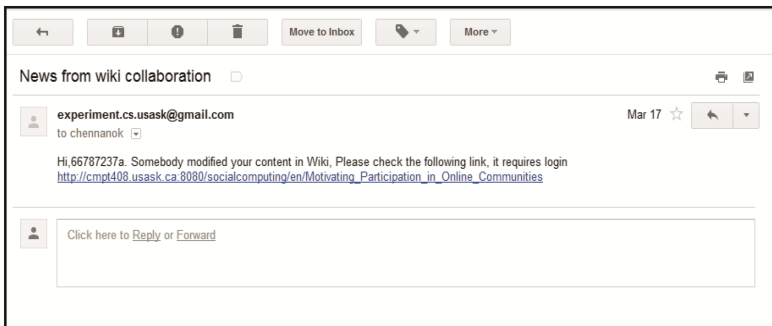 Move to Inbox
More
News from wiki collaboration
experiment.cs.usask@gmail.com
Mar 17
to chennanok
Hi,66787237a. Somebody modified your content in Wiki, Please check the following link, it requires login
http://cmpt408.usask.ca:8080/socialcomputing/en/Motivating_Participation_in_Online_Communities
Click here to Reply or Forward